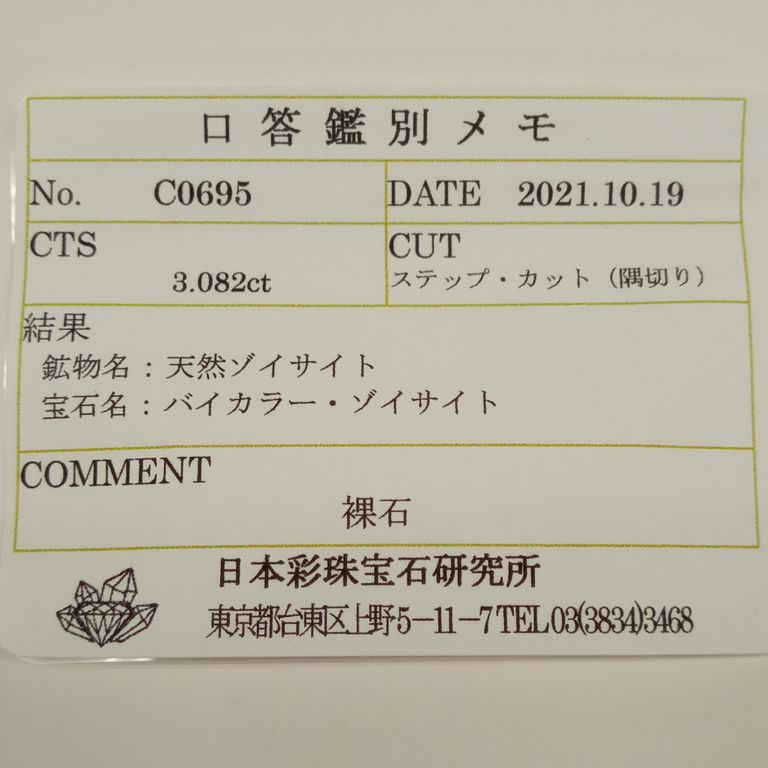 口答鑑別メモ
No. C0695 DATE 2021.10.19
CTS CUT
3.082ct ステップ・カット（隅切り）
結果
鉱物名：天然ゾイサイト
宝石名：バイカラー・ゾイサイト
COMMENT
裸石
日本彩珠宝石研究所
東京都台東区上野5－11－7 TEL 03(3834)3468